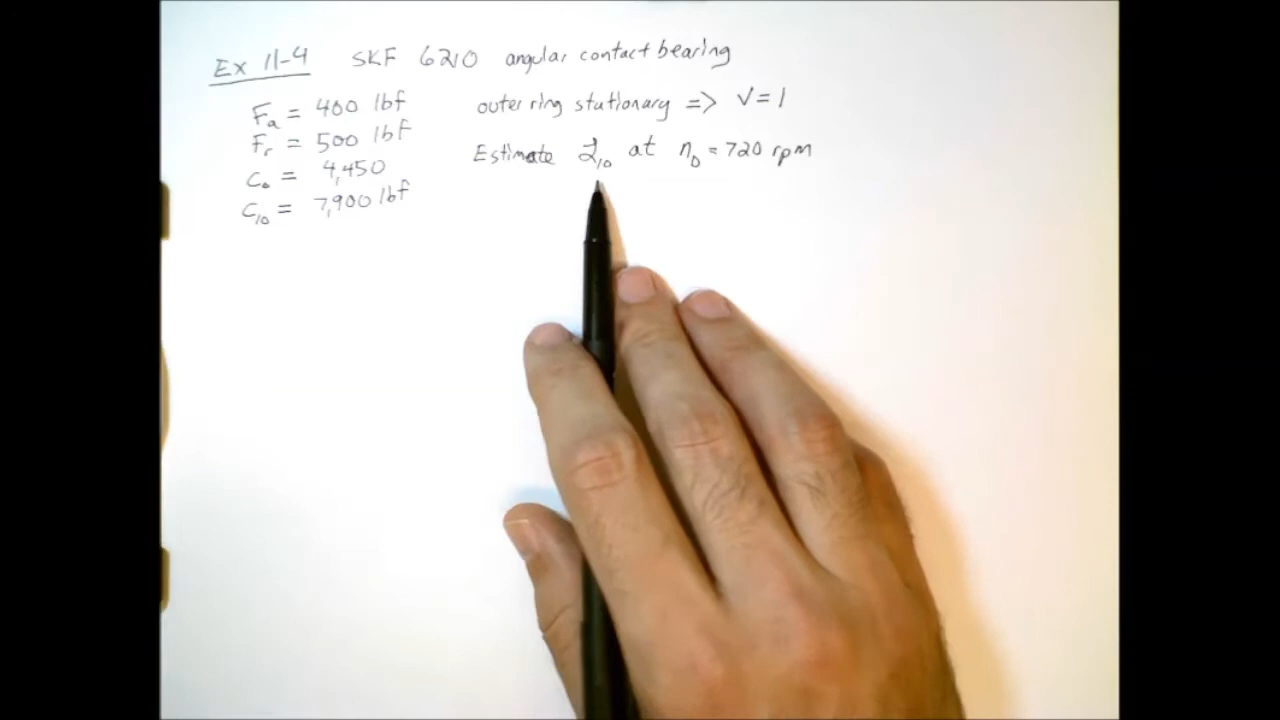 Ex 11-4 SKF 6210 angular contact bearing
Fa = 400 lbf
Fr = 500 lbf
C0 = 4,450
C10 = 7,900 lbf
outer ring stationary => V = 1
Estimate ℒ10 at nD = 720 rpm